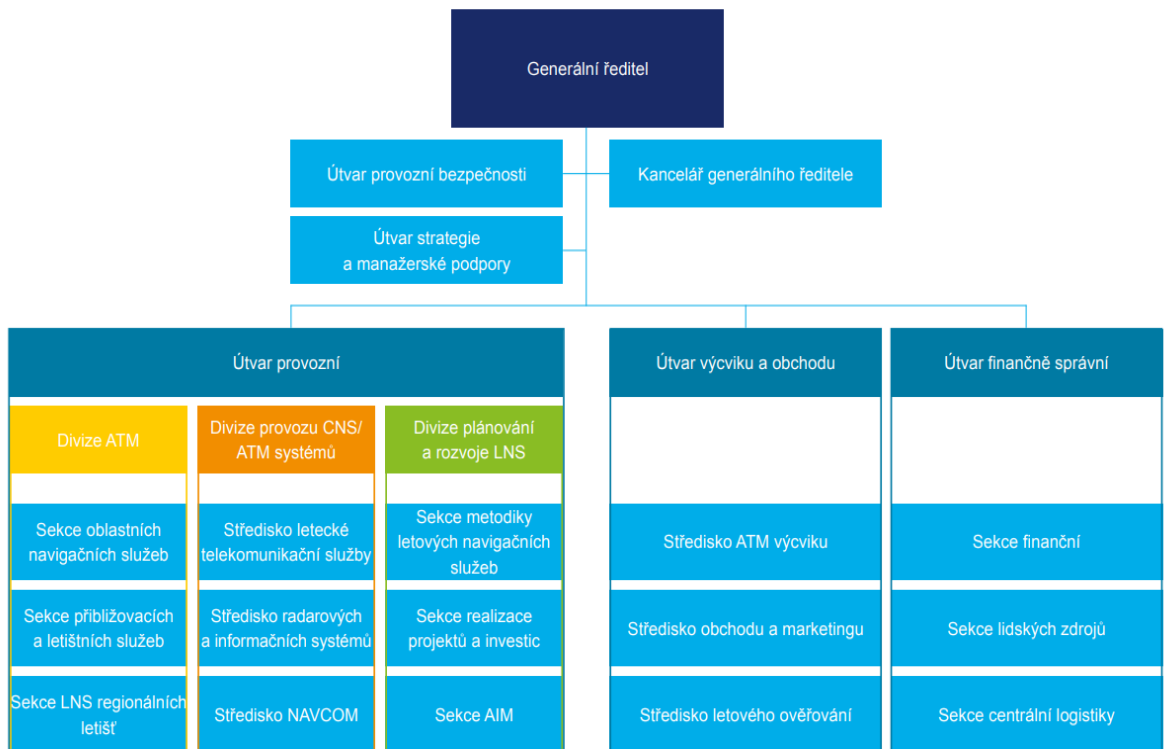 Generální ředitel
Útvar provozní bezpečnosti
Kancelář generálního ředitele
Útvar strategie
a manažerské podpory
Útvar provozní
Útvar výcviku a obchodu
Útvar finančně správní
Divize ATM
Divize provozu CNS/
ATM systémů
Divize plánování
a rozvoje LNS
Sekce oblastních
navigačních služeb
Středisko letecké
telekomunikační služby
Sekce metodiky
letových navigačních
služeb
Středisko ATM výcviku
Sekce finanční
Sekce přibližovacích
a letištních služeb
Středisko radarových
a informačních systémů
Sekce realizace
projektů a investic
Středisko obchodu a marketingu
Sekce lidských zdrojů
Sekce LNS regionálních
letišť
Středisko NAVCOM
Sekce AIM
Středisko letového ověřování
Sekce centrální logistiky